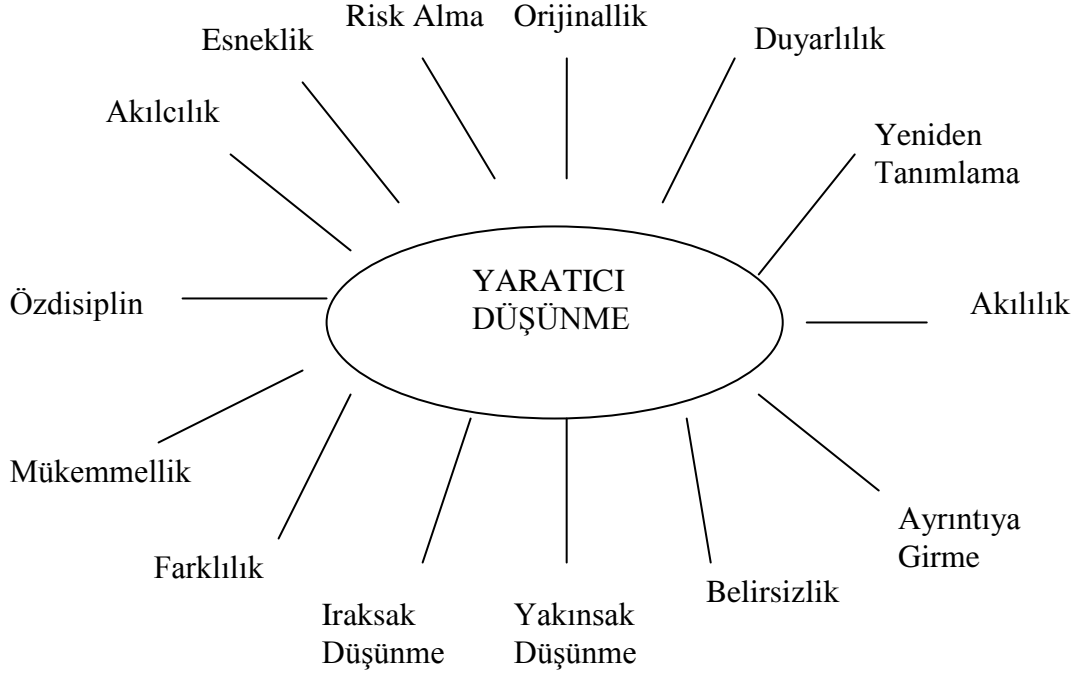 Risk Alma
Orijinallik
Esneklik
Duyarlılık
Akılcılık
Yeniden
Tanımlama
YARATICI
DÜŞÜNME
Özdisiplin
Akılılık
Mükemmellik
Ayrıntıya
Girme
Farklılık
Belirsizlik
Iraksak
Düşünme
Yakınsak
Düşünme